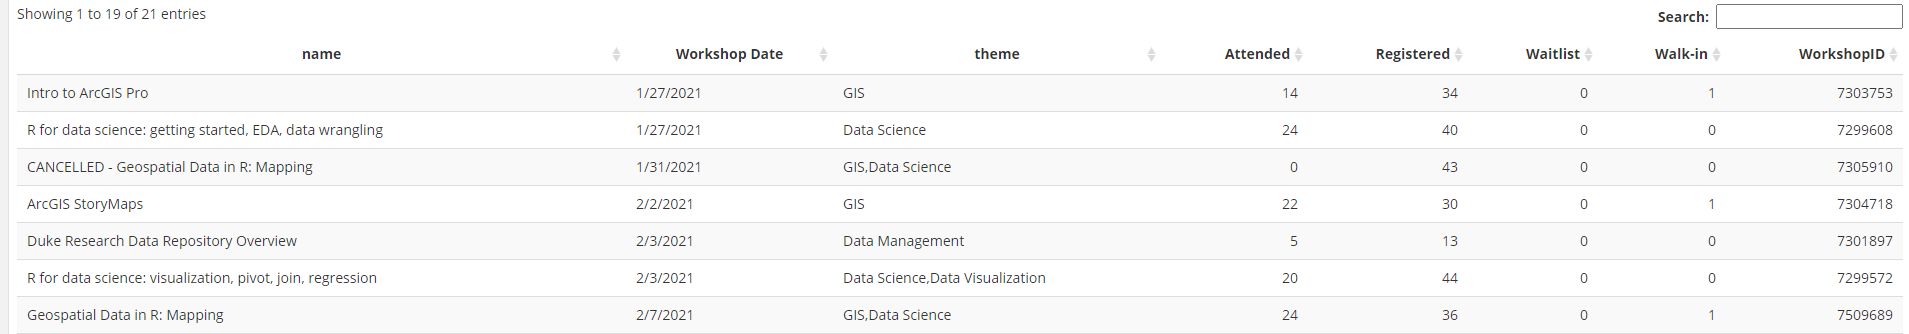 Showing 1 to 19 of 21 entries
Search:
name Workshop Date theme Attended Registered Waitlist Walk-in WorkshopID
Intro to ArcGIS Pro 1/27/2021 GIS 14 34 0 1 7303753
R for data science: getting started, EDA, data wrangling 1/27/2021 Data Science 24 40 0 0 7299608
CANCELLED - Geospatial Data in R: Mapping 1/31/2021 GIS,Data Science 0 43 0 0 7305910
ArcGIS StoryMaps 2/2/2021 GIS 22 30 0 1 7304718
Duke Research Data Repository Overview 2/3/2021 Data Management 5 13 0 0 7301897
R for data science: visualization, pivot, join, regression 2/3/2021 Data Science,Data Visualization 20 44 0 0 7299572
Geospatial Data in R: Mapping 2/7/2021 GIS,Data Science 24 36 0 1 7509689